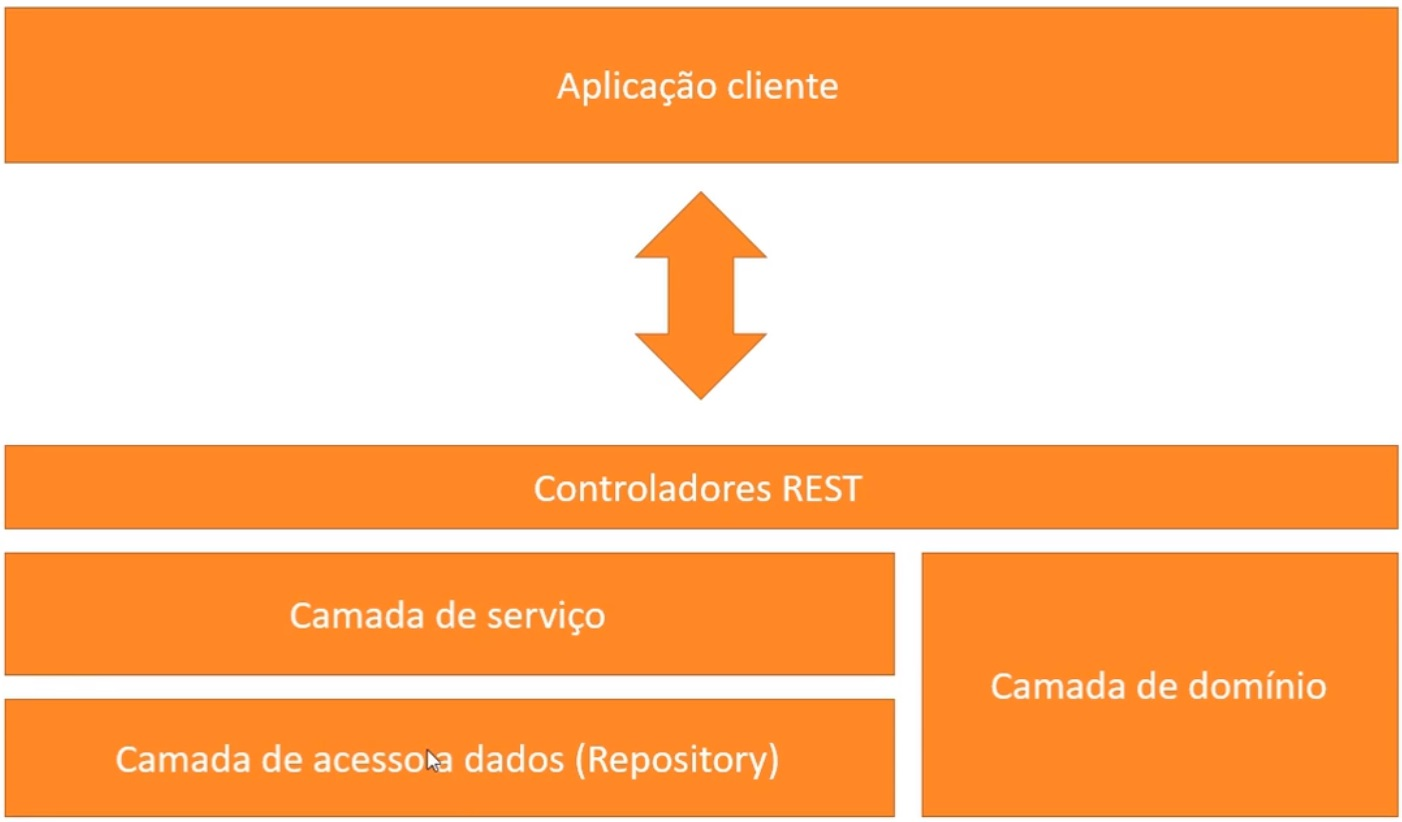 Aplicação cliente
Controladores REST
Camada de serviço
Camada de domínio
Camada de acesso a dados (Repository)